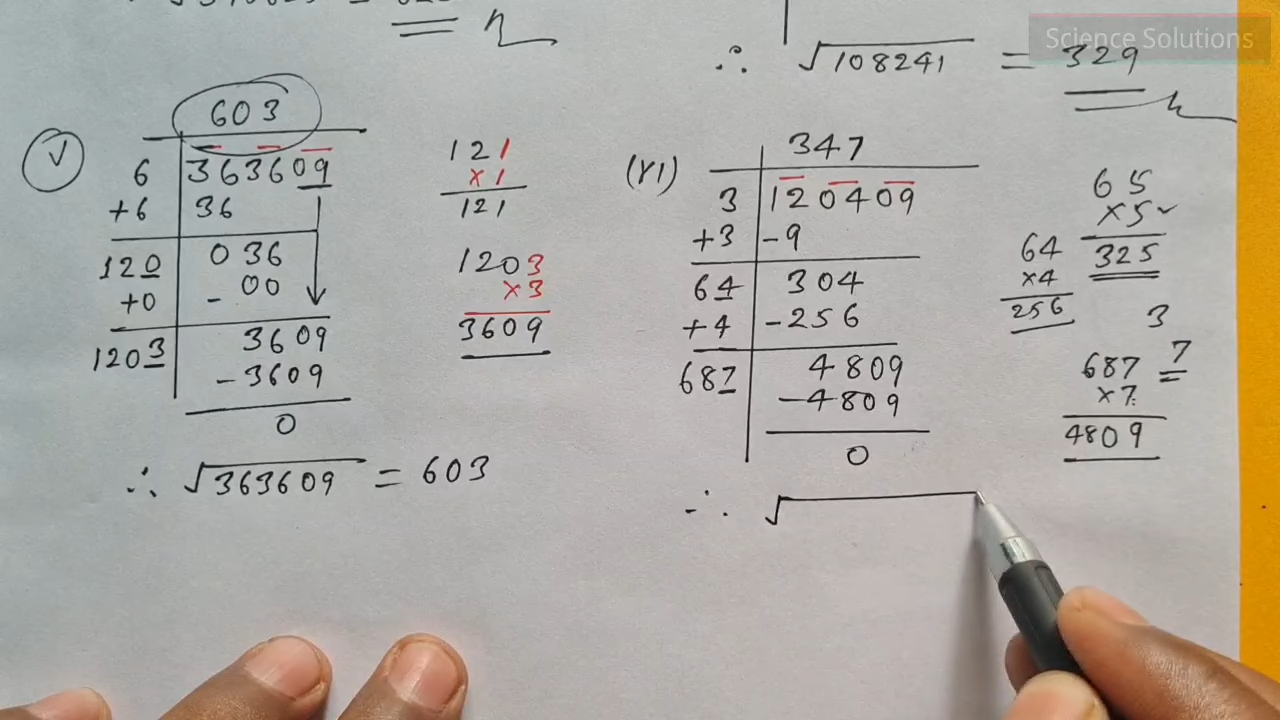 Science Solutions
∴ √108241 = 329
(V)
603
6 | 363609
+6 | 36
120 | 036
+0 | - 00
1203 | 3609
- 3609
0
∴ √363609 = 603
121
×1
121
1203
×3
3609
(VI)
347
3 | 120409
+3 | -9
64 | 304
+4 | -256
687 | 4809
-4809
0
∴ √
65
×5
325
64
×4
256
3
7
687
×7
4809